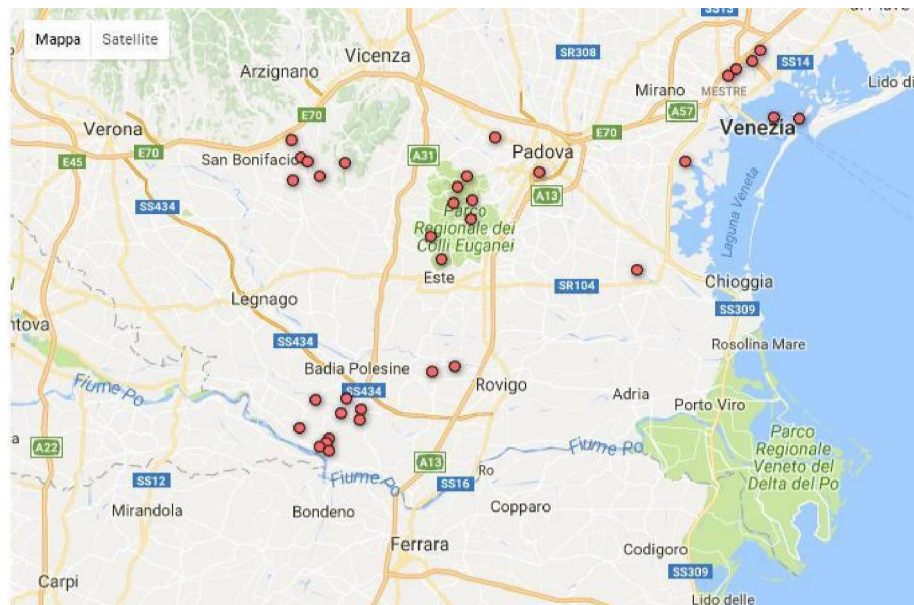 Mappa
Satellite
SS13
Vicenza
SR308
SS14
Arzignano
Mirano
MESTRE
Lido di
E70
A57
Verona
Venezia
E45
E70
San Bonifacio
A31
Padova
E70
A13
SS434
Parco
Regionale dei
Colli Euganei
Laguna Veneta
Este
SR104
Chioggia
Legnago
SS309
SS434
Rosolina Mare
Badia Polesine
SS434
Rovigo
Adria
Porto Viro
Fiume Po
A22
A13
Fiume Po
Parco
Regionale
Veneto del
Delta del Po
SS12
Fiume Po
SS16
Ro
Mirandola
Bondeno
Copparo
Ferrara
Codigoro
SS309
Carpi
Lido delle